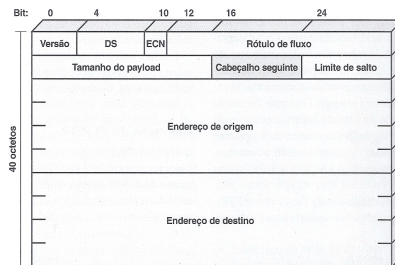 Bit: 0 4 10 12 16 24
Versão DS ECN Rótulo de fluxo
Tamanho do payload Cabeçalho seguinte Limite de salto
Endereço de origem
40 octetos
Endereço de destino